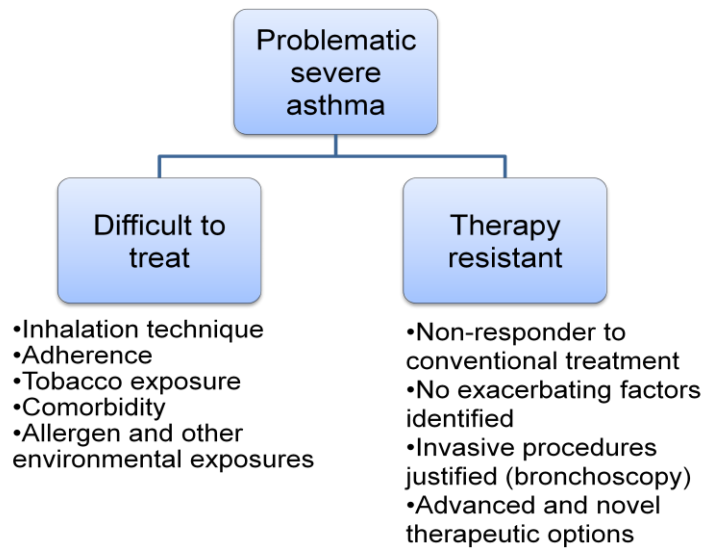 Problematic
severe
asthma
Difficult to
treat
Therapy
resistant
•Inhalation technique
•Adherence
•Tobacco exposure
•Comorbidity
•Allergen and other
environmental exposures
•Non-responder to
conventional treatment
•No exacerbating factors
identified
•Invasive procedures
justified (bronchoscopy)
•Advanced and novel
therapeutic options